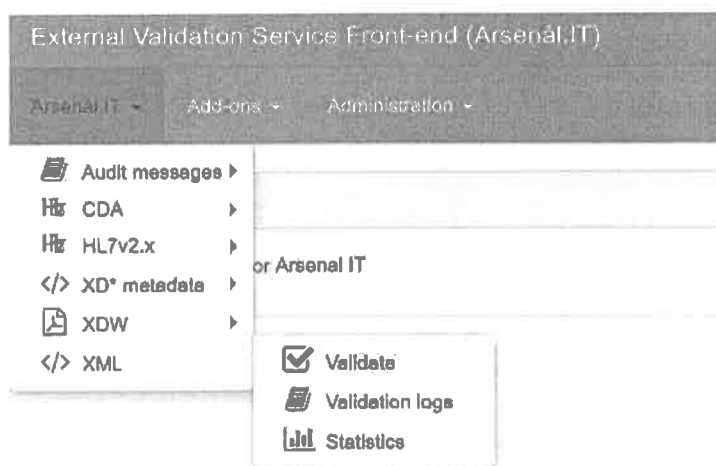 External Validation Service Front-end (Arsenàl.IT)
Arsenal IT Add-ons Administration
Audit messages
CDA
HL7v2.x
or Arsenal IT
</> XD* metadata
XDW
</> XML
Validate
Validation logs
Statistics